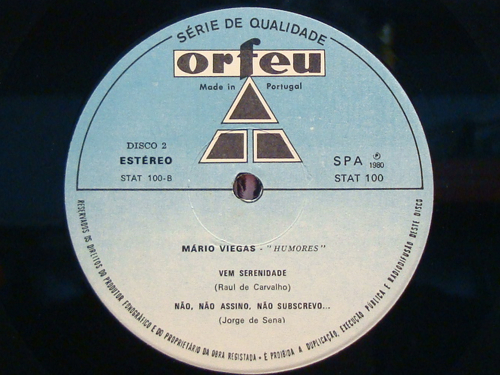 SÉRIE DE QUALIDADE
orfeu
Made in Portugal
DISCO 2
ESTÉREO
STAT 100-B
SPA ℗ 1980
STAT 100
MÁRIO VIEGAS - "HUMORES"
VEM SERENIDADE
(Raul de Carvalho)
NÃO, NÃO ASSINO, NÃO SUBSCREVO...
(Jorge de Sena)
RESERVADOS OS DIREITOS DO PRODUTOR FONOGRÁFICO E DO PROPRIETÁRIO DA OBRA REGISTADA • É PROIBIDA A DUPLICAÇÃO, EXECUÇÃO PÚBLICA E RADIODIFUSÃO DESTE DISCO